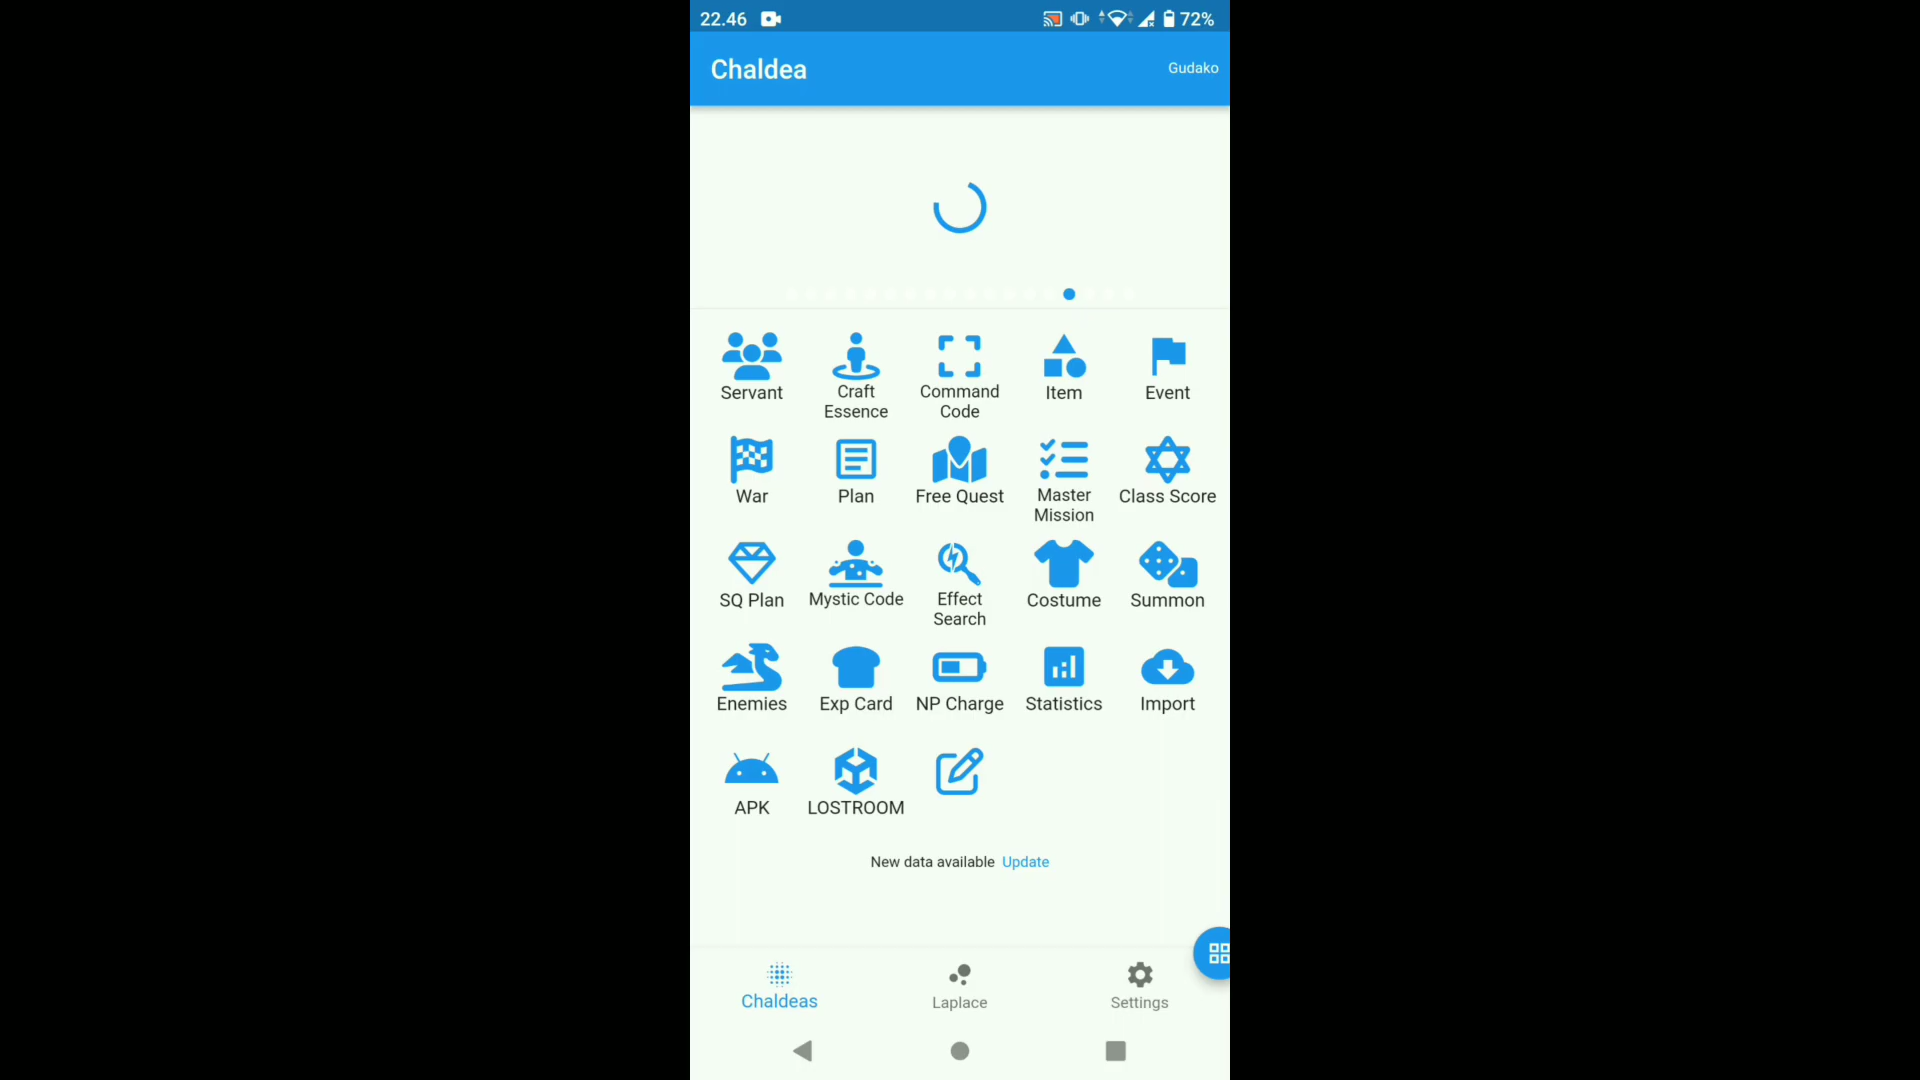 22.46
72%
Chaldea
Gudako
Servant
Craft
Essence
Command
Code
Item
Event
War
Plan
Free Quest
Master
Mission
Class Score
SQ Plan
Mystic Code
Effect
Search
Costume
Summon
Enemies
Exp Card
NP Charge
Statistics
Import
APK
LOSTROOM
New data available Update
Chaldeas
Laplace
Settings